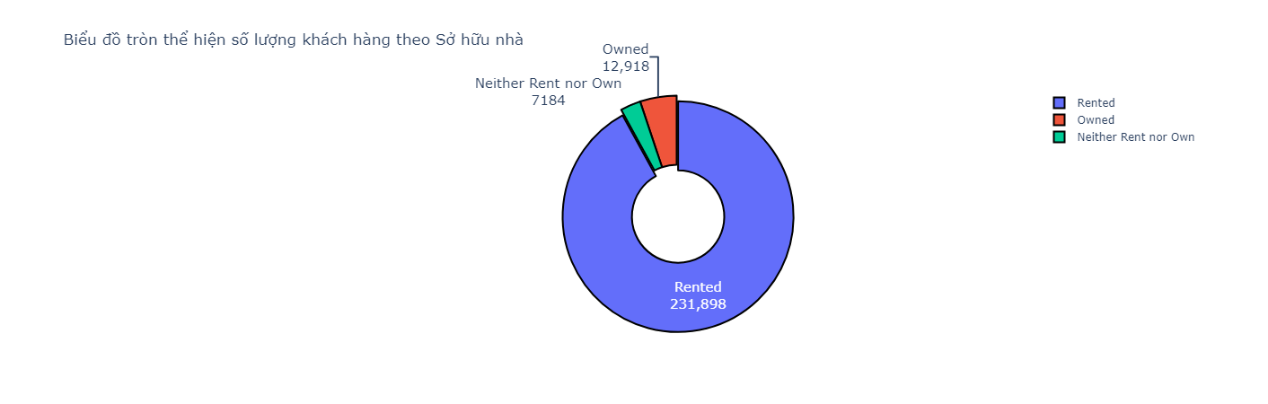 Biểu đồ tròn thể hiện số lượng khách hàng theo Sở hữu nhà
Owned
12,918
Neither Rent nor Own
7184
Rented
231,898
Rented
Owned
Neither Rent nor Own